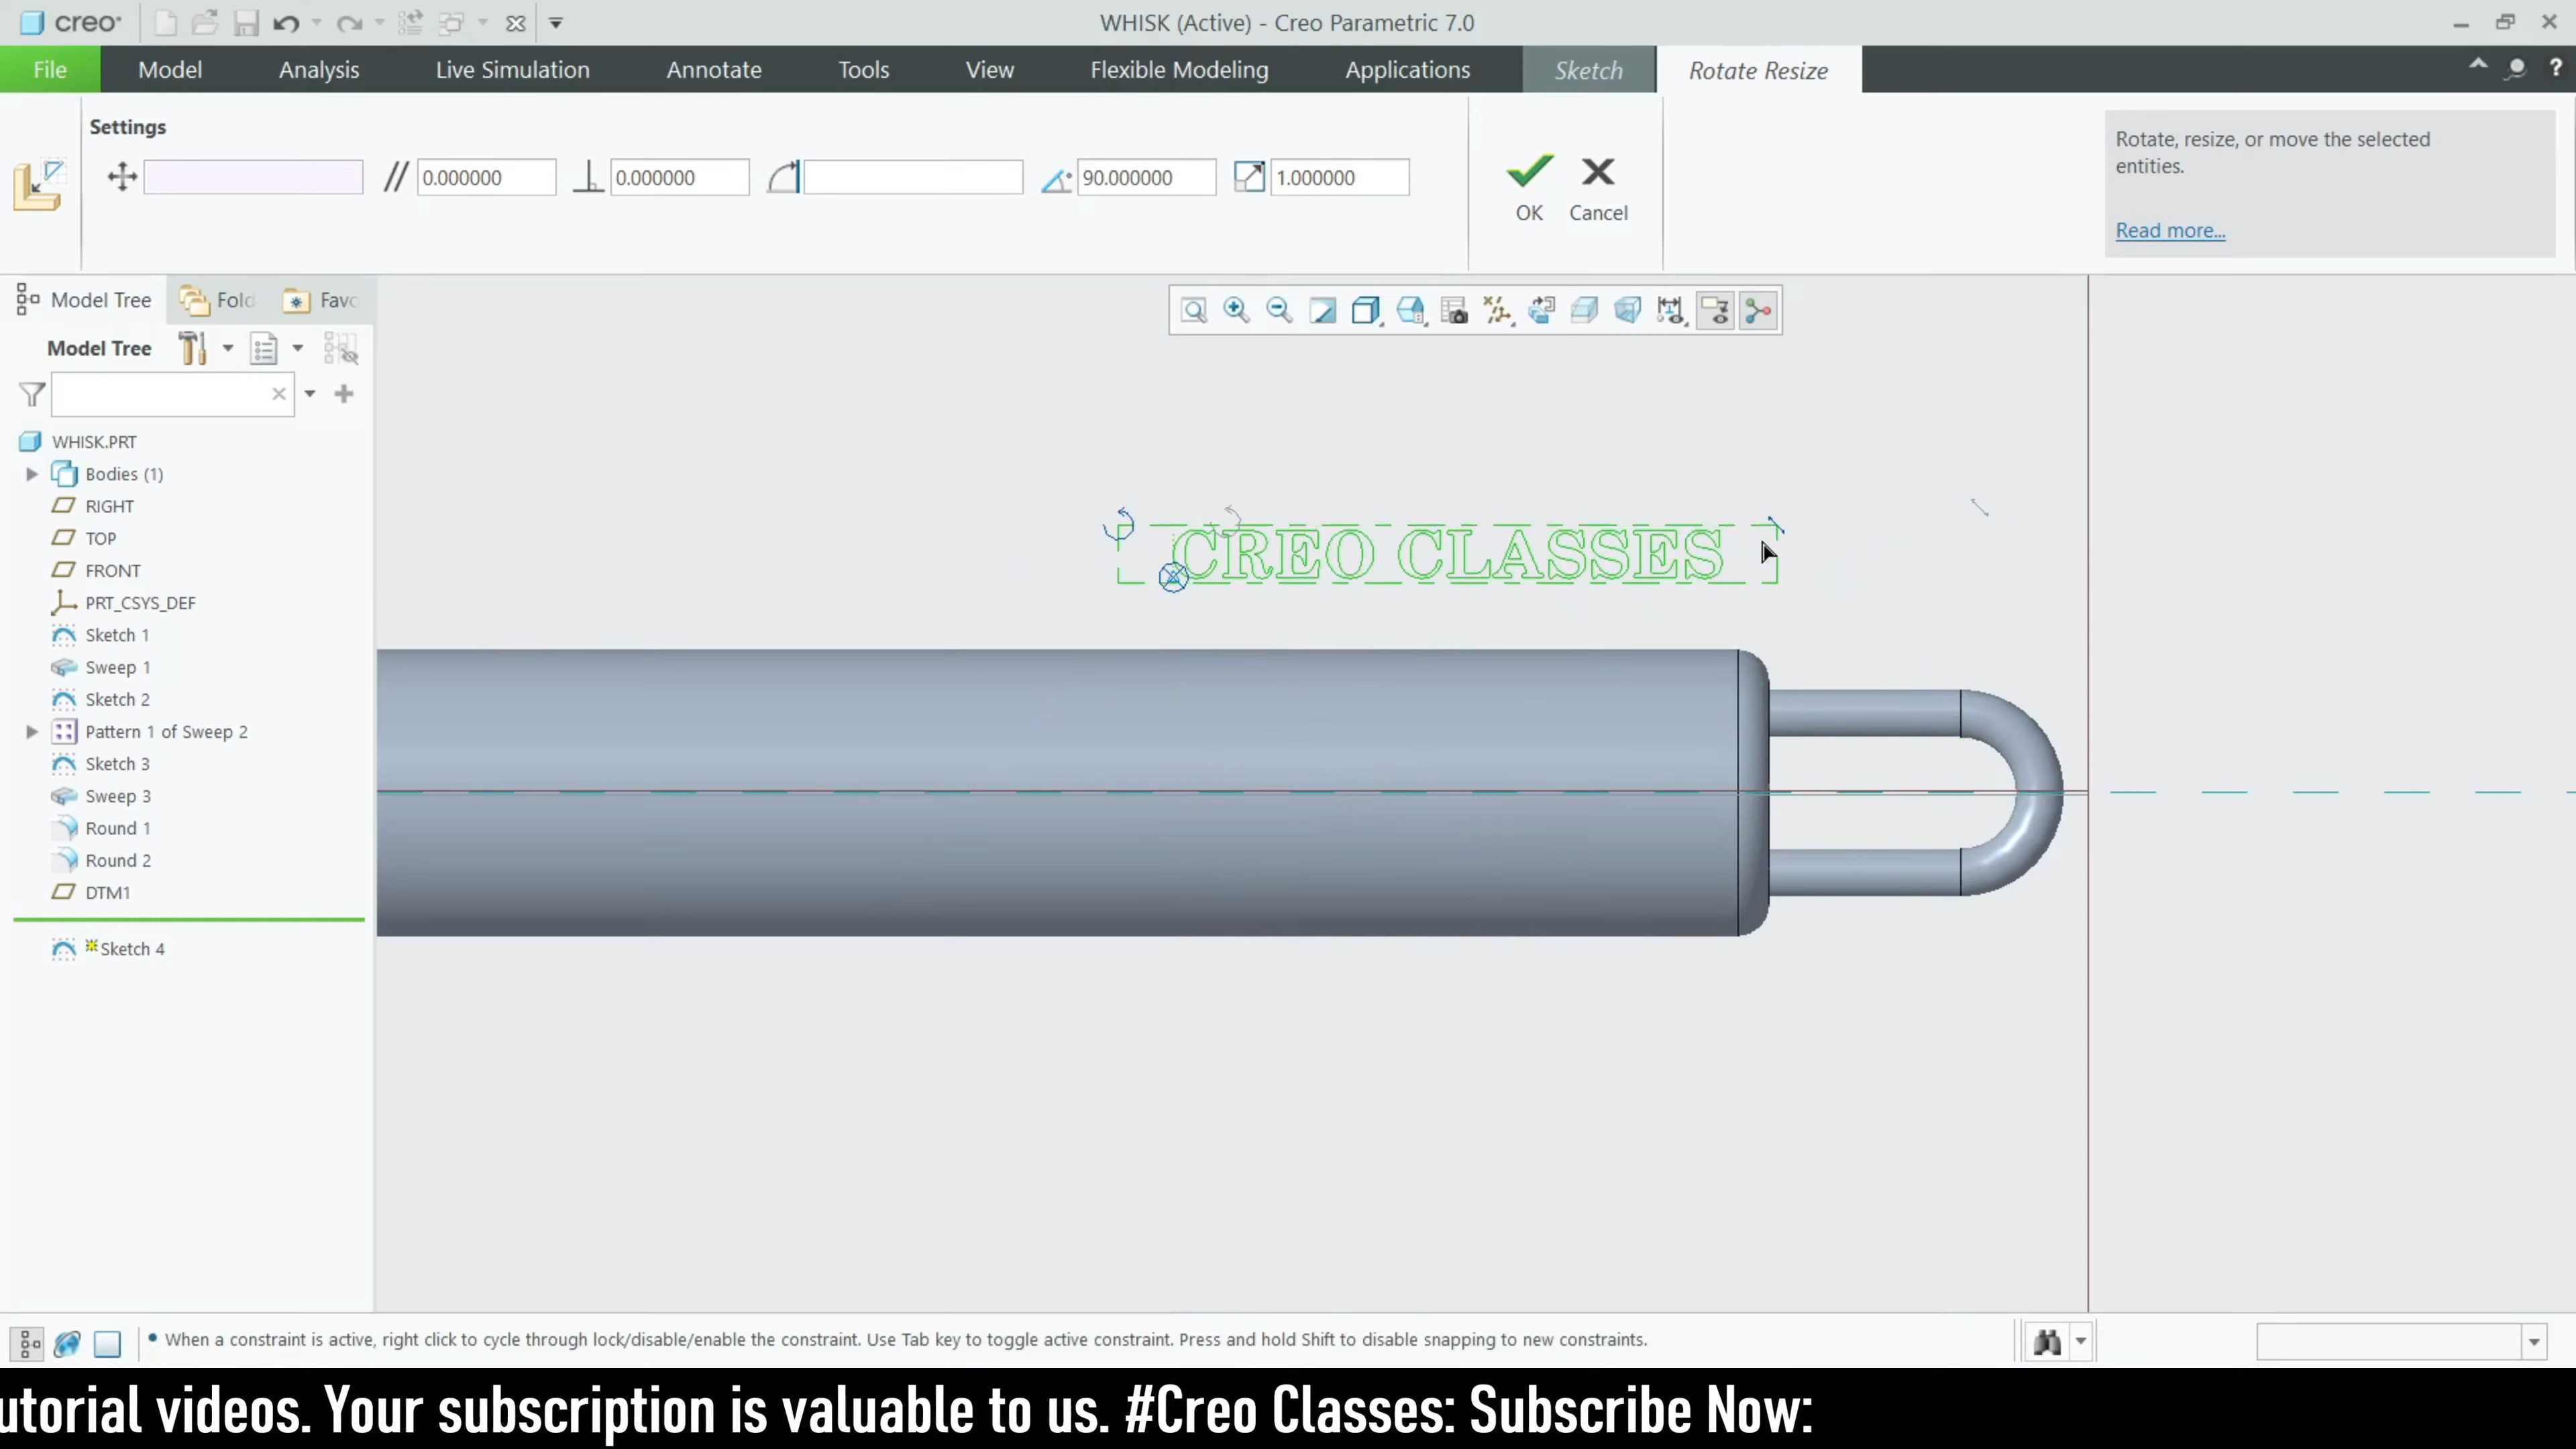 creo
WHISK (Active) - Creo Parametric 7.0
File Model Analysis Live Simulation Annotate Tools View Flexible Modeling Applications Sketch Rotate Resize
Settings
0.000000 0.000000 90.000000 1.000000
OK Cancel
Rotate, resize, or move the selected
entities.
Read more...
Model Tree Fold Favo
Model Tree
WHISK.PRT
Bodies (1)
RIGHT
TOP
FRONT
PRT_CSYS_DEF
Sketch 1
Sweep 1
Sketch 2
Pattern 1 of Sweep 2
Sketch 3
Sweep 3
Round 1
Round 2
DTM1
Sketch 4
CREO CLASSES
When a constraint is active, right click to cycle through lock/disable/enable the constraint. Use Tab key to toggle active constraint. Press and hold Shift to disable snapping to new constraints.
utorial videos. Your subscription is valuable to us. #Creo Classes: Subscribe Now: